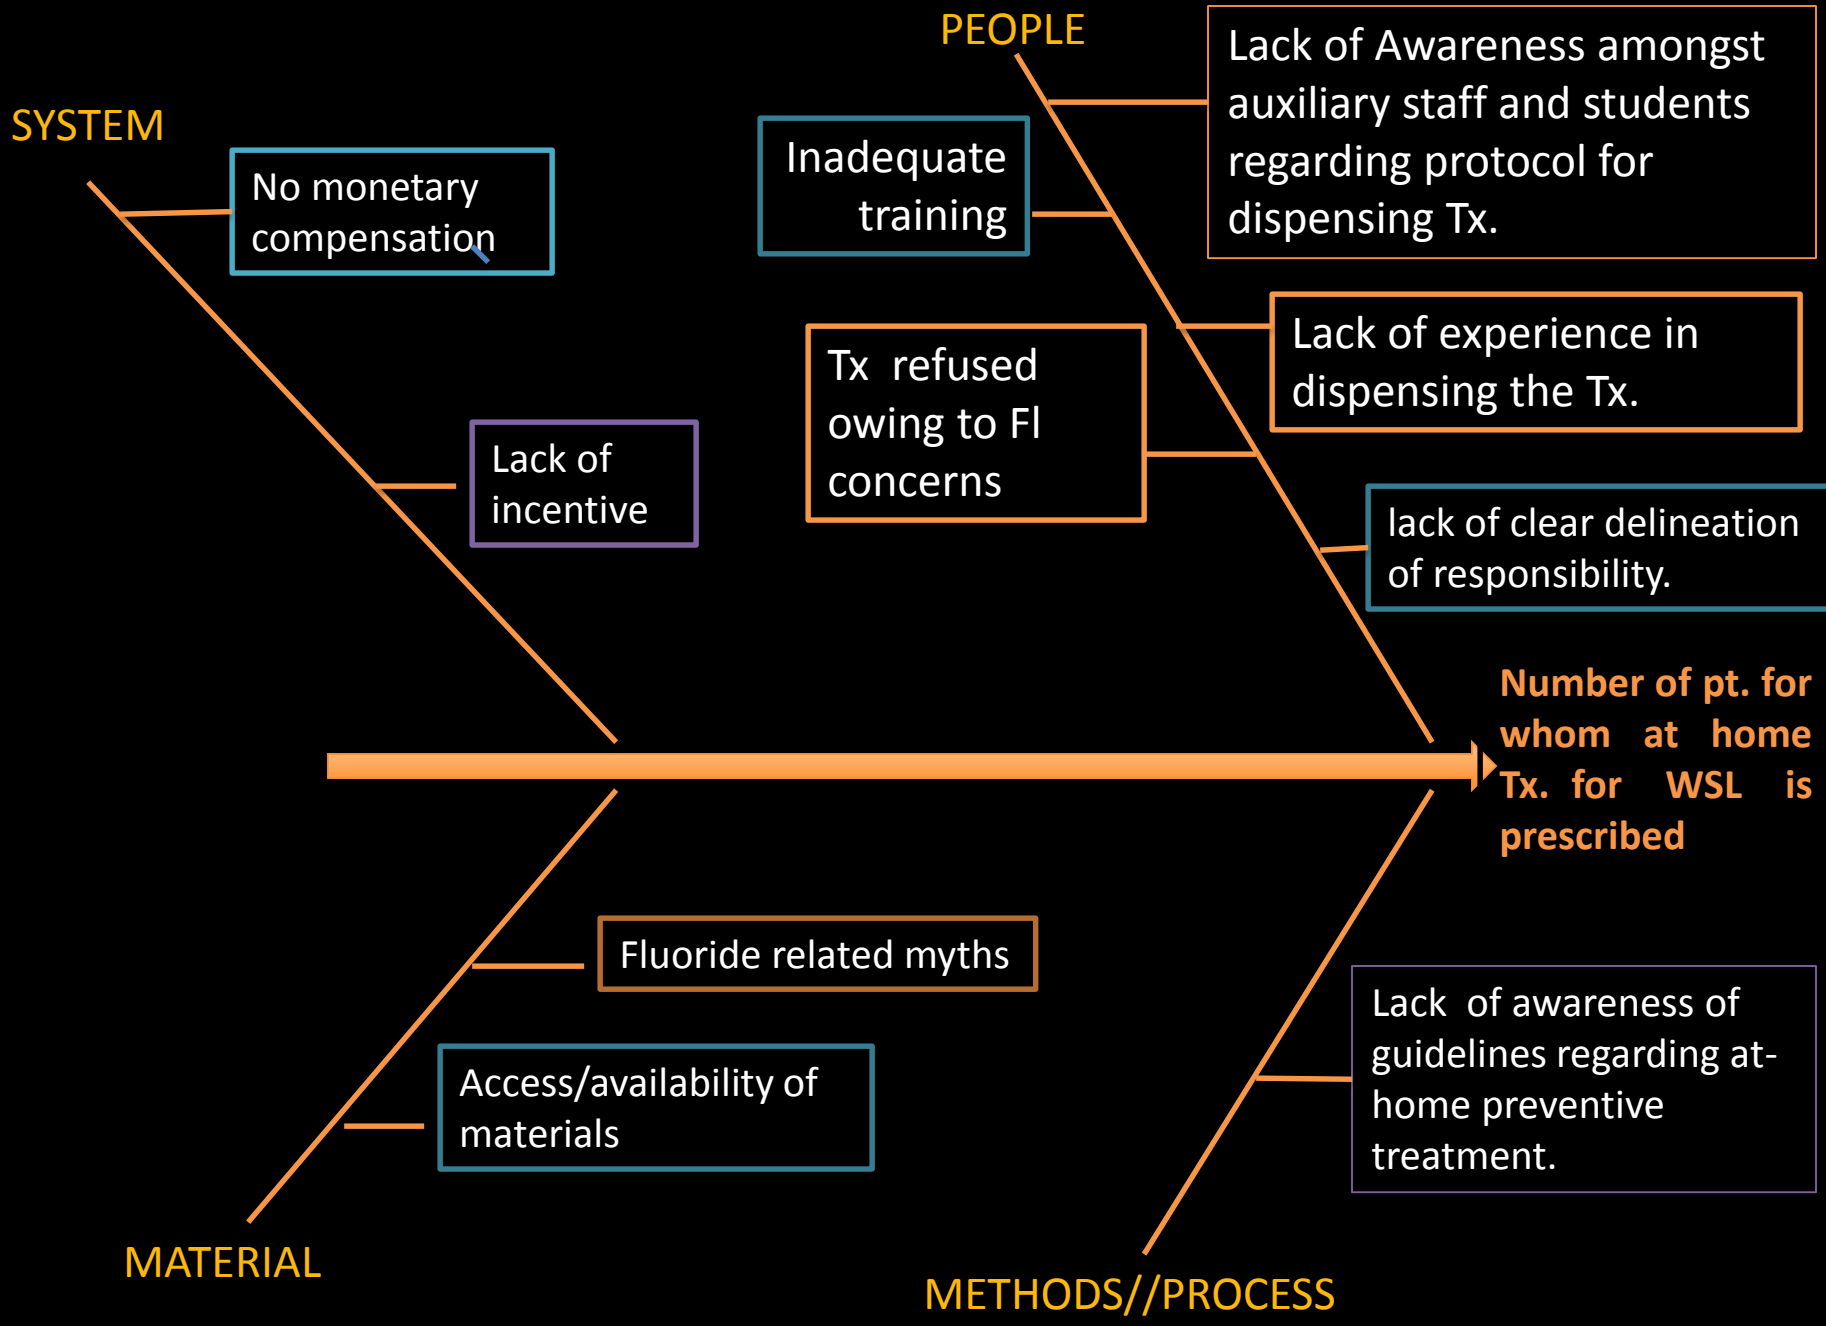 PEOPLE
SYSTEM
Lack of Awareness amongst
auxiliary staff and students
regarding protocol for
dispensing Tx.
Inadequate
training
No monetary
compensation
Lack of experience in
dispensing the Tx.
Tx  refused
owing to Fl
concerns
Lack of
incentive
lack of clear delineation
of responsibility.
Number of pt. for
whom at home
Tx. for WSL is
prescribed
Fluoride related myths
Access/availability of
materials
Lack  of awareness of
guidelines regarding at-
home preventive
treatment.
MATERIAL
METHODS//PROCESS